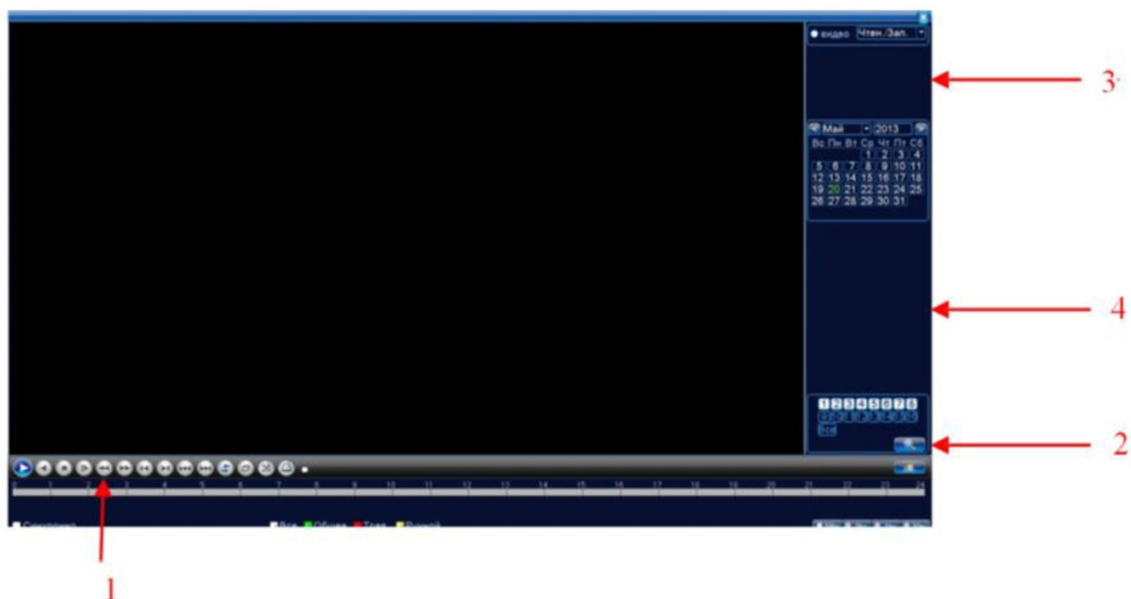 видео Чтен./Зап.
3
Май 2013
Вс Пн Вт Ср Чт Пт Сб
1 2 3 4
5 6 7 8 9 10 11
12 13 14 15 16 17 18
19 20 21 22 23 24 25
26 27 28 29 30 31
4
1 2 3 4 5 6 7 8
Все
2
0 1 2 3 4 5 6 7 8 9 10 11 12 13 14 15 16 17 18 19 20 21 22 23 24
Все Общее
1